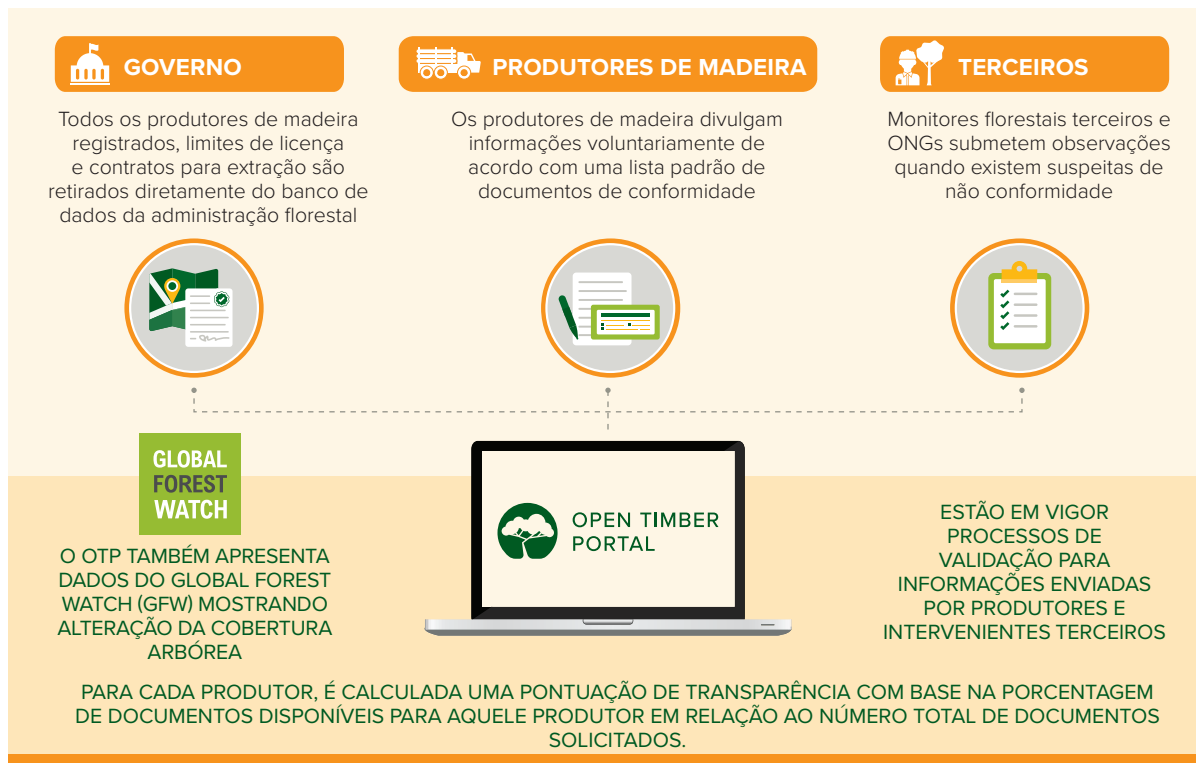 GOVERNO
Todos os produtores de madeira
registrados, limites de licença
e contratos para extração são
retirados diretamente do banco de
dados da administração florestal
PRODUTORES DE MADEIRA
Os produtores de madeira divulgam
informações voluntariamente de
acordo com uma lista padrão de
documentos de conformidade
TERCEIROS
Monitores florestais terceiros e
ONGs submetem observações
quando existem suspeitas de
não conformidade
GLOBAL
FOREST
WATCH
O OTP TAMBÉM APRESENTA
DADOS DO GLOBAL FOREST
WATCH (GFW) MOSTRANDO
ALTERAÇÃO DA COBERTURA
ARBÓREA
OPEN TIMBER
PORTAL
ESTÃO EM VIGOR
PROCESSOS DE
VALIDAÇÃO PARA
INFORMAÇÕES ENVIADAS
POR PRODUTORES E
INTERVENIENTES TERCEIROS
PARA CADA PRODUTOR, É CALCULADA UMA PONTUAÇÃO DE TRANSPARÊNCIA COM BASE NA PORCENTAGEM
DE DOCUMENTOS DISPONÍVEIS PARA AQUELE PRODUTOR EM RELAÇÃO AO NÚMERO TOTAL DE DOCUMENTOS
SOLICITADOS.